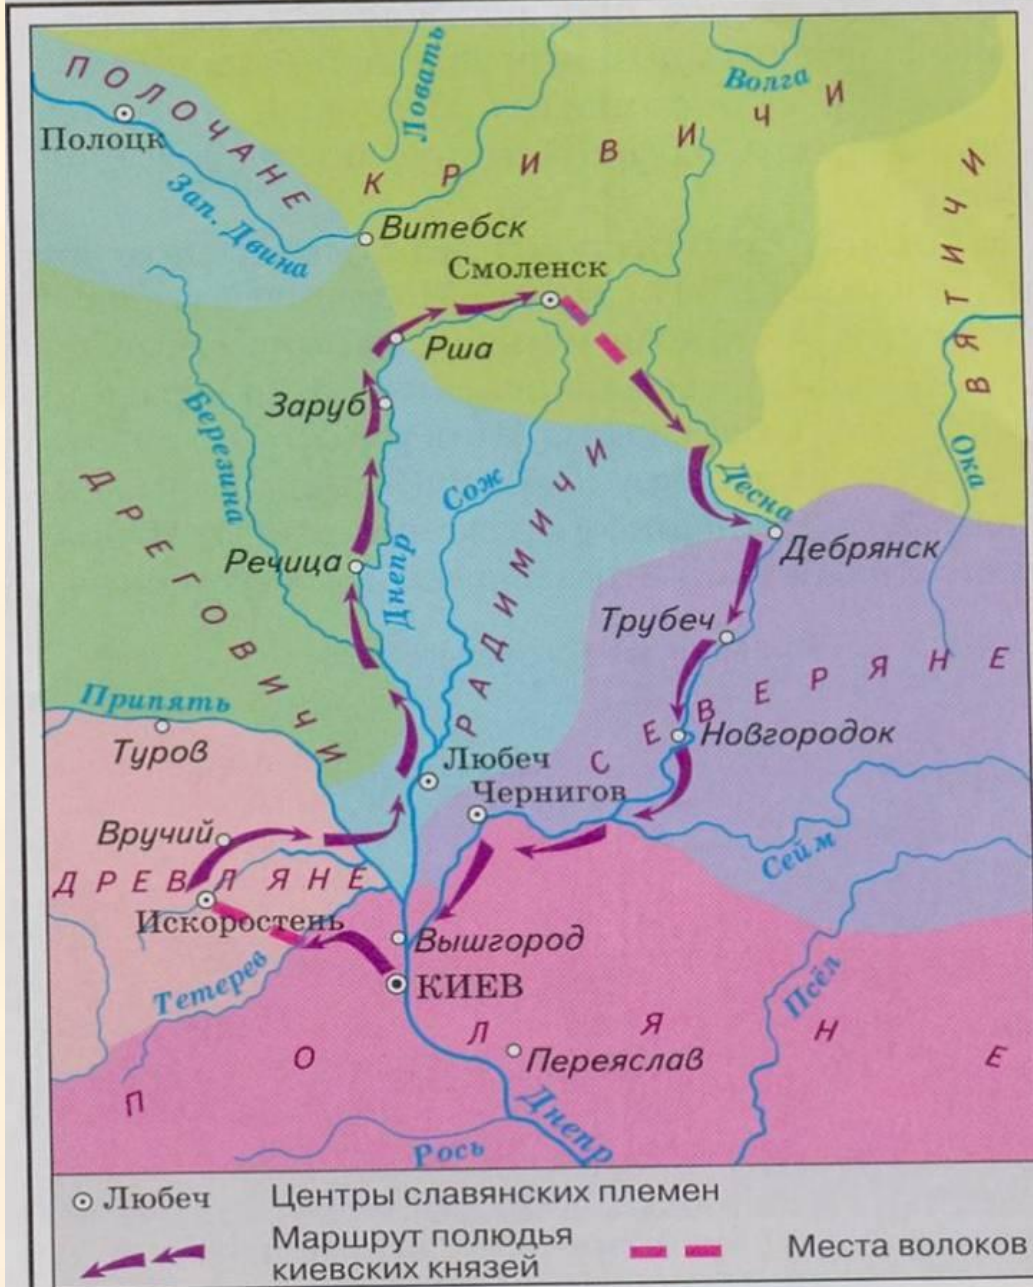 ПОЛОЧАНЕ
Ловать
Волга
Полоцк
КРИВИЧИ
Зап. Двина
Витебск
ВЯТИЧИ
Смоленск
Рша
Заруб
Березина
Сож
Десна
Ока
ДРЕГОВИЧИ
Речица
Днепр
РАДИМИЧИ
Дебрянск
Трубеч
СЕВЕРЯНЕ
Припять
Туров
Новгородок
Любеч
Чернигов
Вручий
Сейм
ДРЕВЛЯНЕ
Искоростень
Вышгород
Тетерев
КИЕВ
Псёл
ПОЛЯНЕ
Переяслав
Рось
Днепр
Любеч Центры славянских племен
Маршрут полюдья
киевских князей
Места волоков